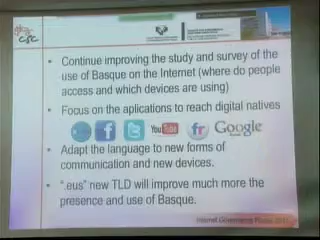 Continue improving the study and survey of the
use of Basque on the Internet (where do people
access and which devices are using)
Focus on the aplications to reach digital natives
f t YouTube fr Google
Adapt the language to new forms of
communication and new devices.
".eus" new TLD will improve much more the
presence and use of Basque.
Internet Governance